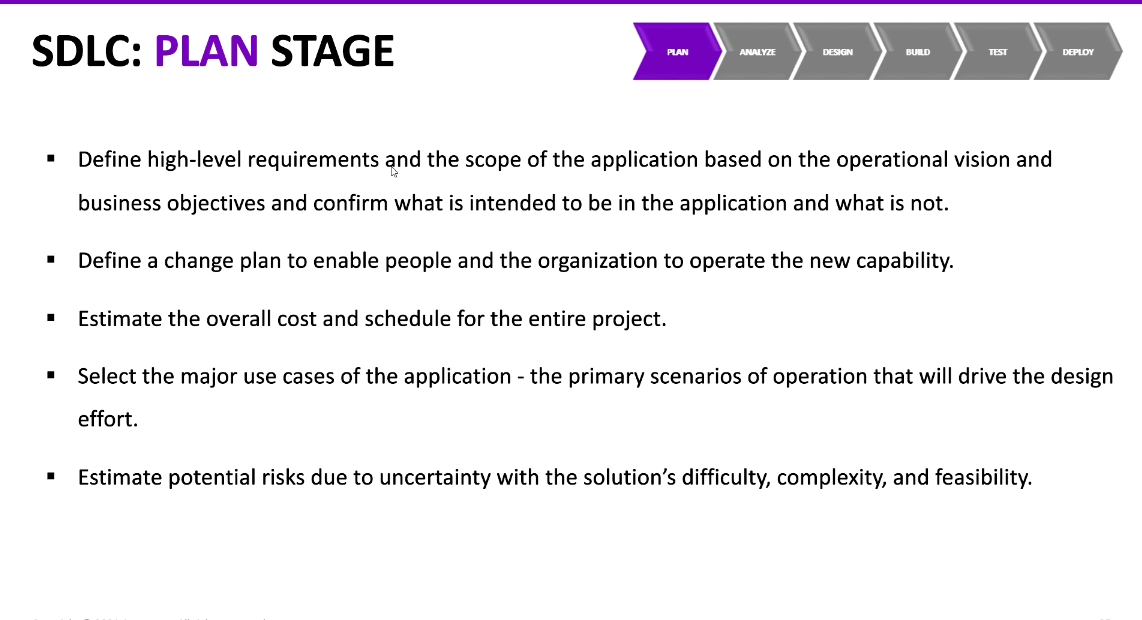 SDLC: PLAN STAGE
PLAN
ANALYZE
DESIGN
BUILD
TEST
DEPLOY
▪ Define high-level requirements and the scope of the application based on the operational vision and
business objectives and confirm what is intended to be in the application and what is not.
▪ Define a change plan to enable people and the organization to operate the new capability.
▪ Estimate the overall cost and schedule for the entire project.
▪ Select the major use cases of the application - the primary scenarios of operation that will drive the design
effort.
▪ Estimate potential risks due to uncertainty with the solution’s difficulty, complexity, and feasibility.